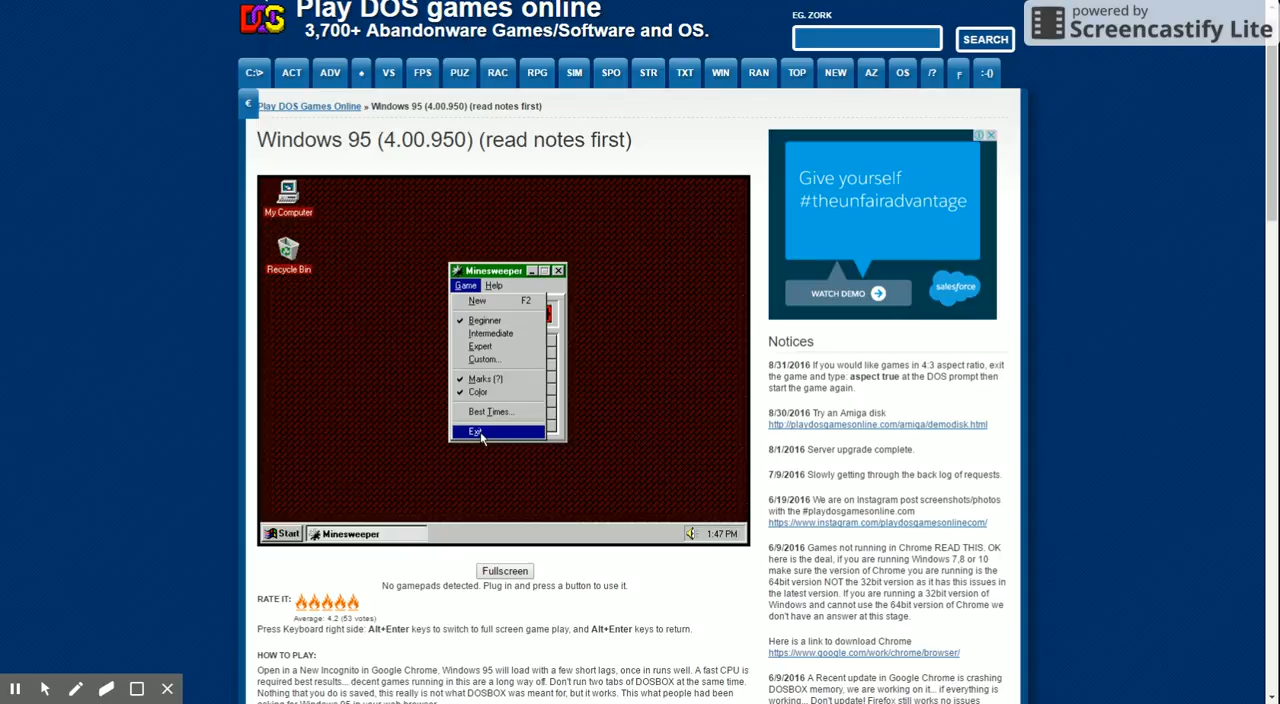 Play DOS games online
3,700+ Abandonware Games/Software and OS.
EG. ZORK
SEARCH
powered by
Screencastify Lite
DOS
C:\> ACT ADV * VS FPS PUZ RAC RPG SIM SPO STR TXT WIN RAN TOP NEW AZ OS /? ╒ :-()
€
Play DOS Games Online » Windows 95 (4.00.950) (read notes first)
Windows 95 (4.00.950) (read notes first)
My Computer
Recycle Bin
Minesweeper
Game Help
New F2
Beginner
Intermediate
Expert
Custom...
Marks (?)
Color
Best Times...
Start
Minesweeper
1:47 PM
Fullscreen
No gamepads detected. Plug in and press a button to use it.
RATE IT:
Average: 4.2 (53 votes)
Press Keyboard right side: Alt+Enter keys to switch to full screen game play, and Alt+Enter keys to return.
HOW TO PLAY:
Open in a New Incognito in Google Chrome, Windows 95 will load with a few short lags, once in runs well. A fast CPU is
required best results... decent games running in this are a long way off. Don't run two tabs of DOSBOX at the same time.
Nothing that you do is saved, this really is not what DOSBOX was meant for, but it works. This what people had been
asking for Windows 95 in your web browser.
Give yourself
#theunfairadvantage
WATCH DEMO
salesforce
Notices
8/31/2016 If you would like games in 4:3 aspect ratio, exit
the game and type: aspect true at the DOS prompt then
start the game again.
8/30/2016 Try an Amiga disk
http://playdosgamesonline.com/amiga/demodisk.html
8/1/2016 Server upgrade complete.
7/9/2016 Slowly getting through the back log of requests.
6/19/2016 We are on Instagram post screenshots/photos
with the #playdosgamesonline.com
https://www.instagram.com/playdosgamesonlinecom/
6/9/2016 Games not running in Chrome READ THIS. OK
here is the deal, if you are running Windows 7,8 or 10
make sure the version of Chrome you are running is the
64bit version NOT the 32bit version as it has this issues in
the latest version. If you are running a 32bit version of
Windows and cannot use the 64bit version of Chrome we
don't have an answer at this stage.
Here is a link to download Chrome
https://www.google.com/work/chrome/browser/
6/9/2016 A Recent update in Google Chrome is crashing
DOSBOX memory, we are working on it... if everything is
working... Don't update! Firefox still works no issues